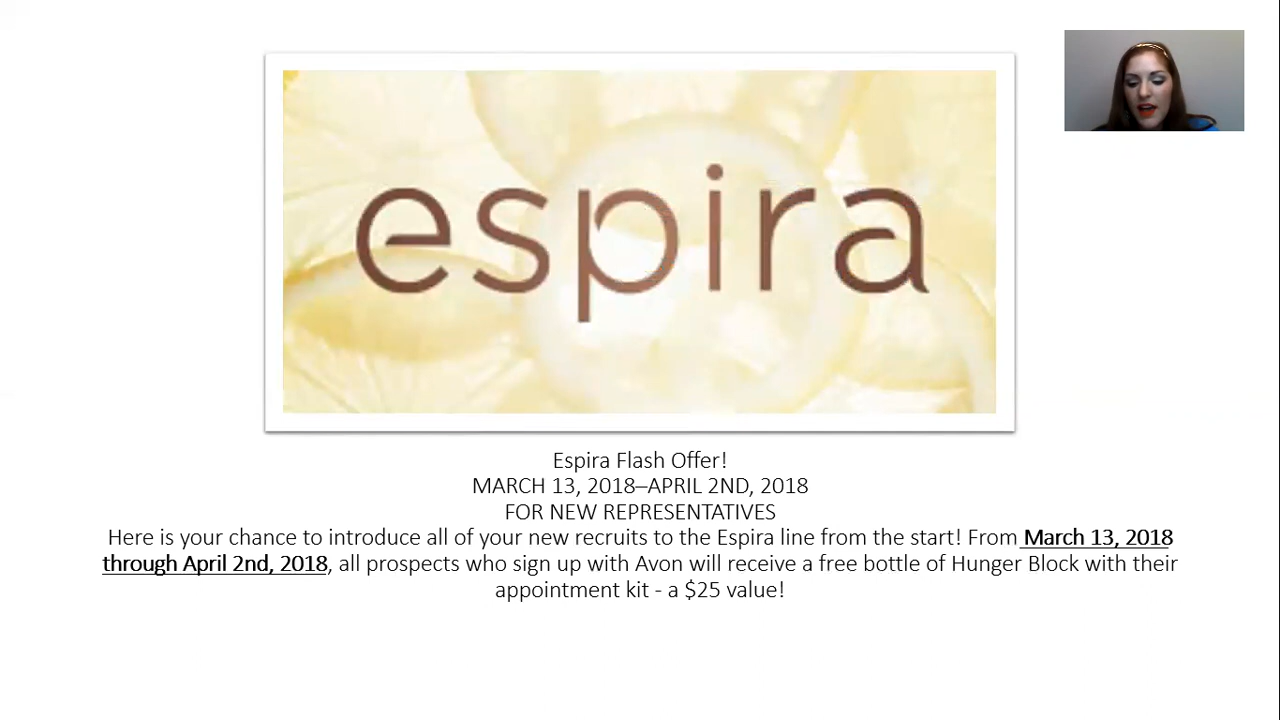 espira
Espira Flash Offer!
MARCH 13, 2018–APRIL 2ND, 2018
FOR NEW REPRESENTATIVES
Here is your chance to introduce all of your new recruits to the Espira line from the start! From March 13, 2018
through April 2nd, 2018, all prospects who sign up with Avon will receive a free bottle of Hunger Block with their
appointment kit - a $25 value!